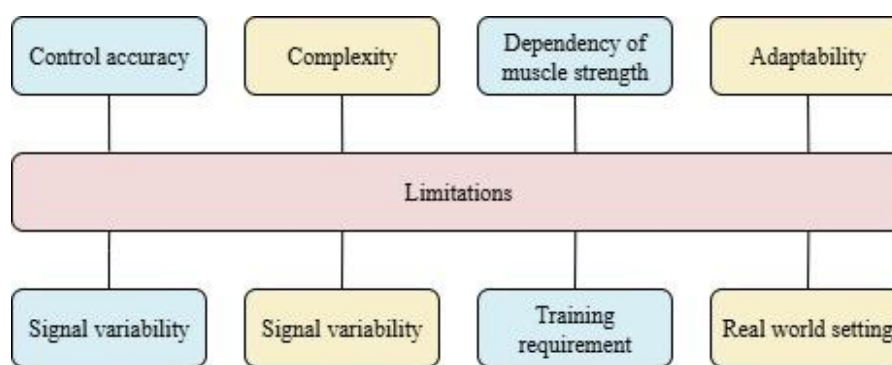 Control accuracy
Complexity
Dependency of
muscle strength
Adaptability
Limitations
Signal variability
Signal variability
Training
requirement
Real world setting